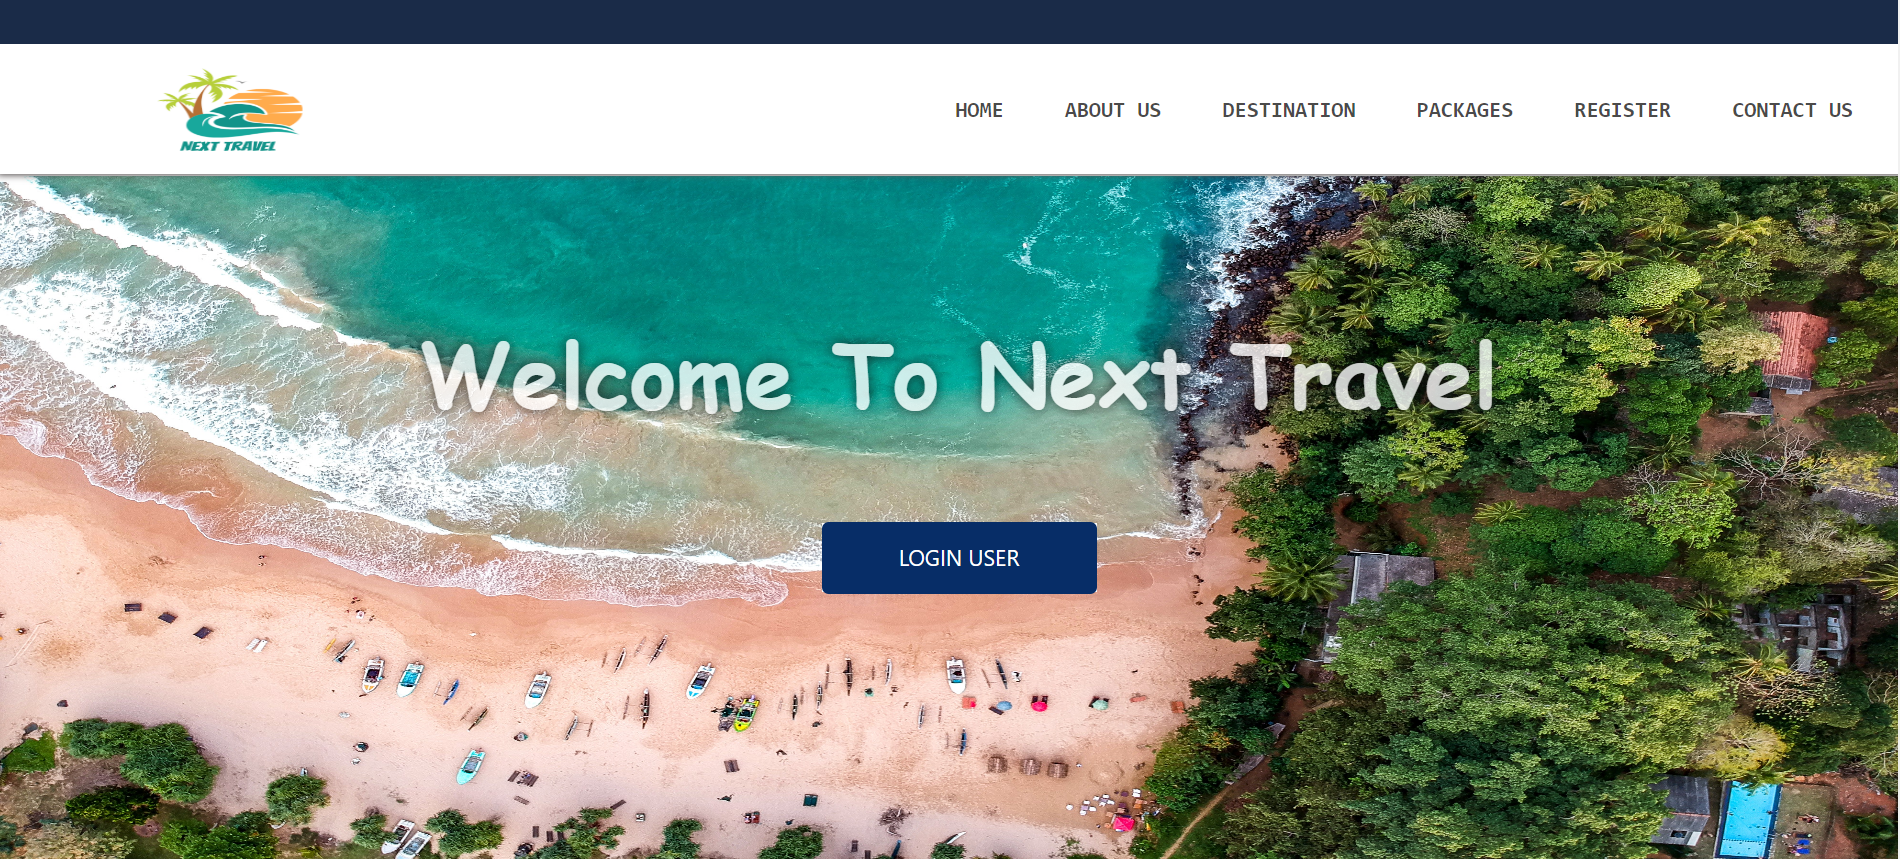 NEXT TRAVEL
HOME
ABOUT US
DESTINATION
PACKAGES
REGISTER
CONTACT US
Welcome To Next Travel
LOGIN USER